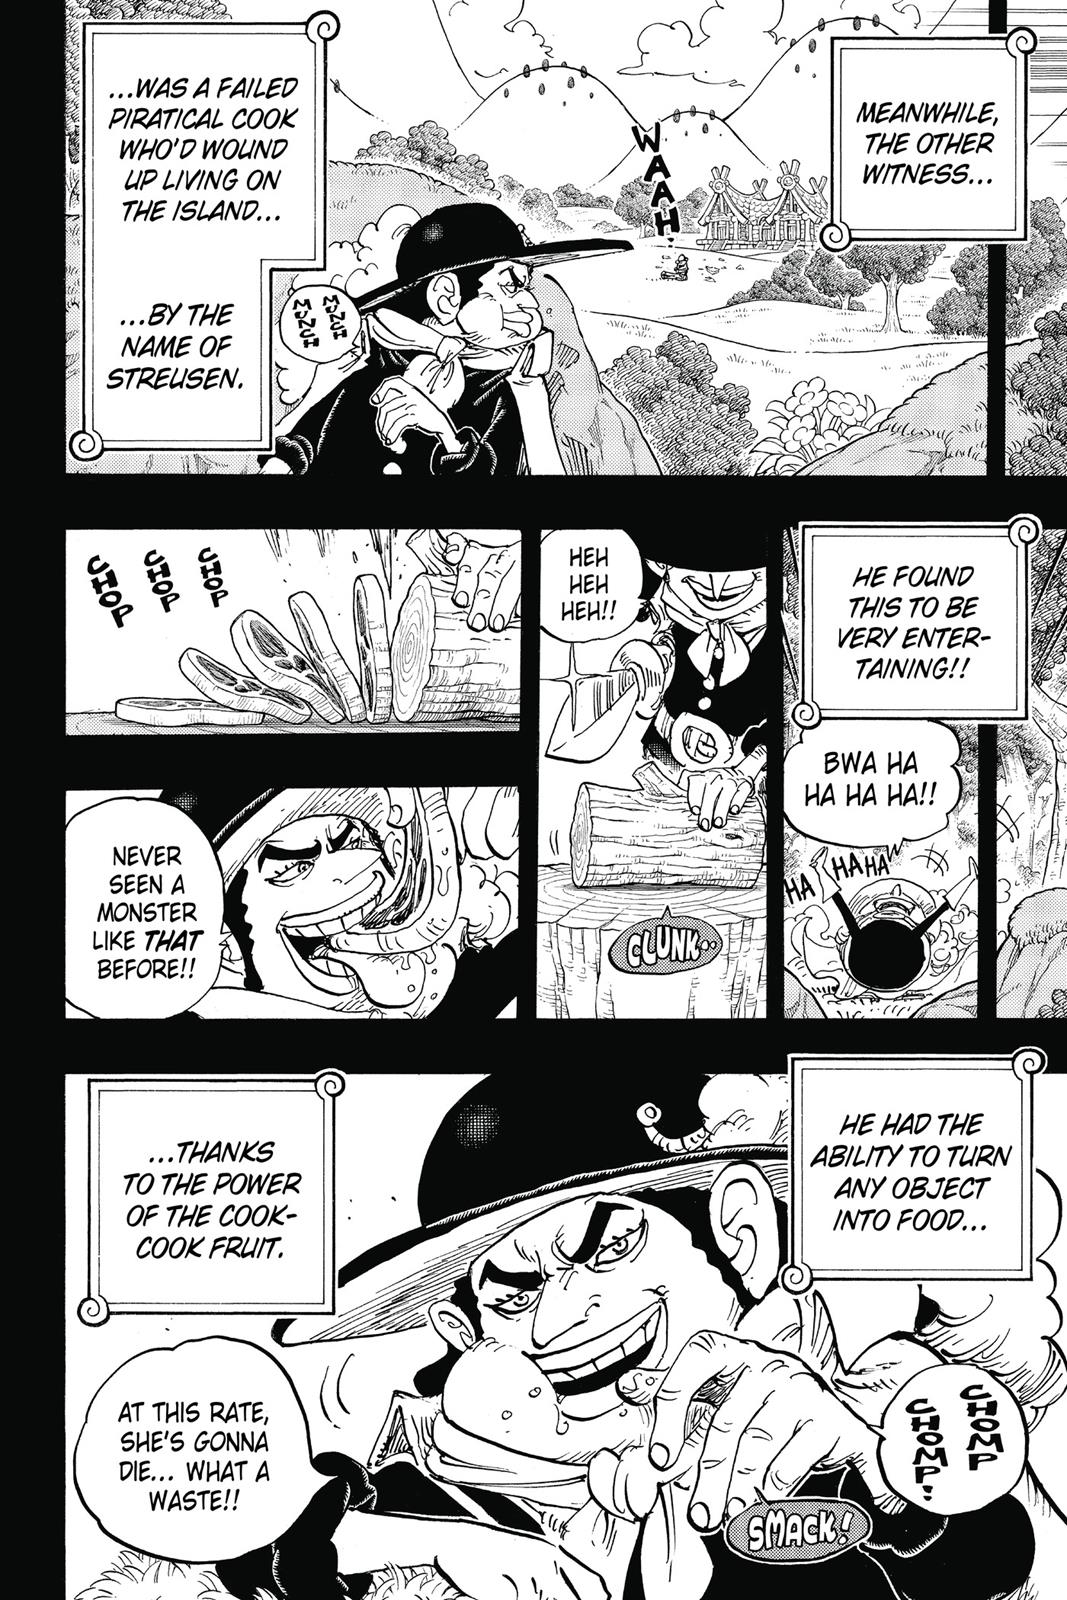 MEANWHILE,
THE OTHER
WITNESS...
WAAAH!
...WAS A FAILED
PIRATICAL COOK
WHO'D WOUND
UP LIVING ON
THE ISLAND...
...BY THE
NAME OF
STREUSEN.
MUNCH
MUNCH
HE FOUND
THIS TO BE
VERY ENTER-
TAINING!!
BWA HA
HA HA HA!!
HA HA
HA
HEH
HEH
HEH!!
CLUNK..
CHOP
CHOP
CHOP
NEVER
SEEN A
MONSTER
LIKE THAT
BEFORE!!
HE HAD THE
ABILITY TO TURN
ANY OBJECT
INTO FOOD...
...THANKS
TO THE POWER
OF THE COOK-
COOK FRUIT.
CHOMP
CHOMP!
SMACK!
AT THIS RATE,
SHE'S GONNA
DIE... WHAT A
WASTE!!